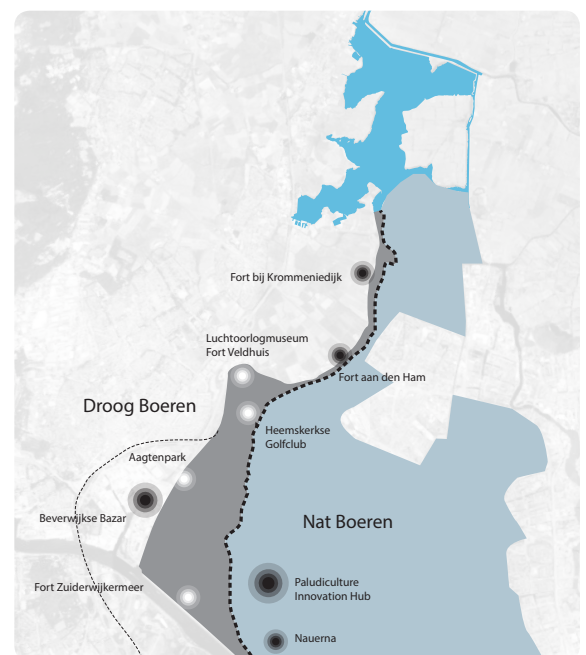 Fort bij Krommeniedijk
Luchtoorlogmuseum
Fort Veldhuis
Fort aan den Ham
Droog Boeren
Heemskerkse
Golfclub
Aagtenpark
Beverwijkse Bazar
Nat Boeren
Fort Zuiderwijkermeer
Paludiculture
Innovation Hub
Nauerna